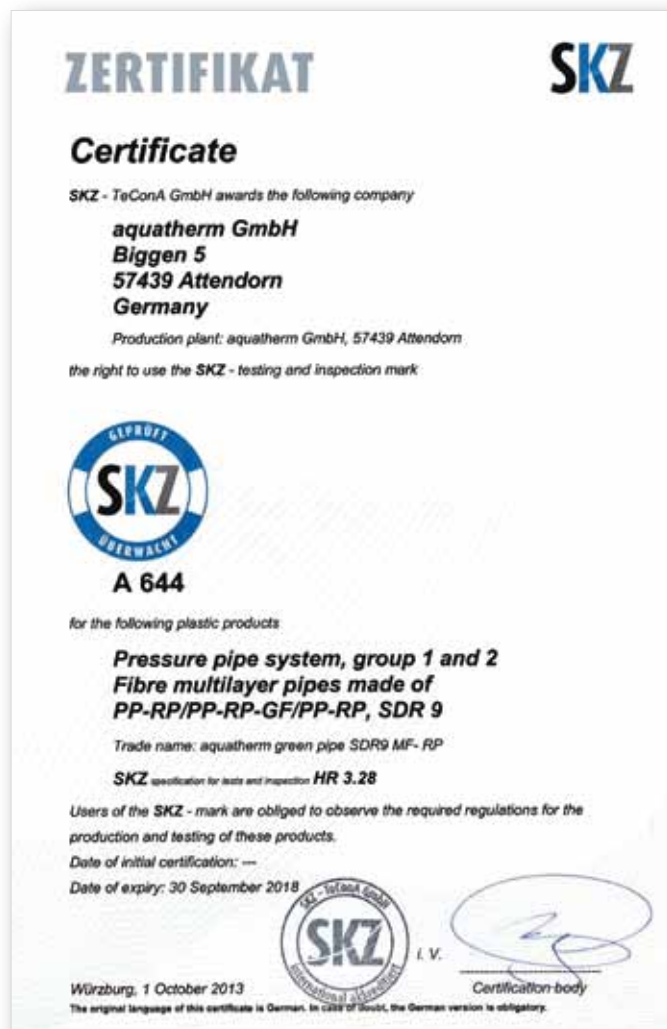 ZERTIFIKAT
SKZ
Certificate
SKZ - TeConA GmbH awards the following company
aquatherm GmbH
Biggen 5
57439 Attendorn
Germany
Production plant: aquatherm GmbH, 57439 Attendorn
the right to use the SKZ - testing and inspection mark
GEPRÜFT
SKZ
ÜBERWACHT
A 644
for the following plastic products
Pressure pipe system, group 1 and 2
Fibre multilayer pipes made of
PP-RP/PP-RP-GF/PP-RP, SDR 9
Trade name: aquatherm green pipe SDR9 MF- RP
SKZ specification for tests and inspection HR 3.28
Users of the SKZ - mark are obliged to observe the required regulations for the
production and testing of these products.
Date of initial certification: ---
Date of expiry: 30 September 2018
SKZ - TeConA GmbH
SKZ
international akkreditiert
i. V.
Würzburg, 1 October 2013
Certification body
The original language of this certificate is German. In case of doubt, the German version is obligatory.